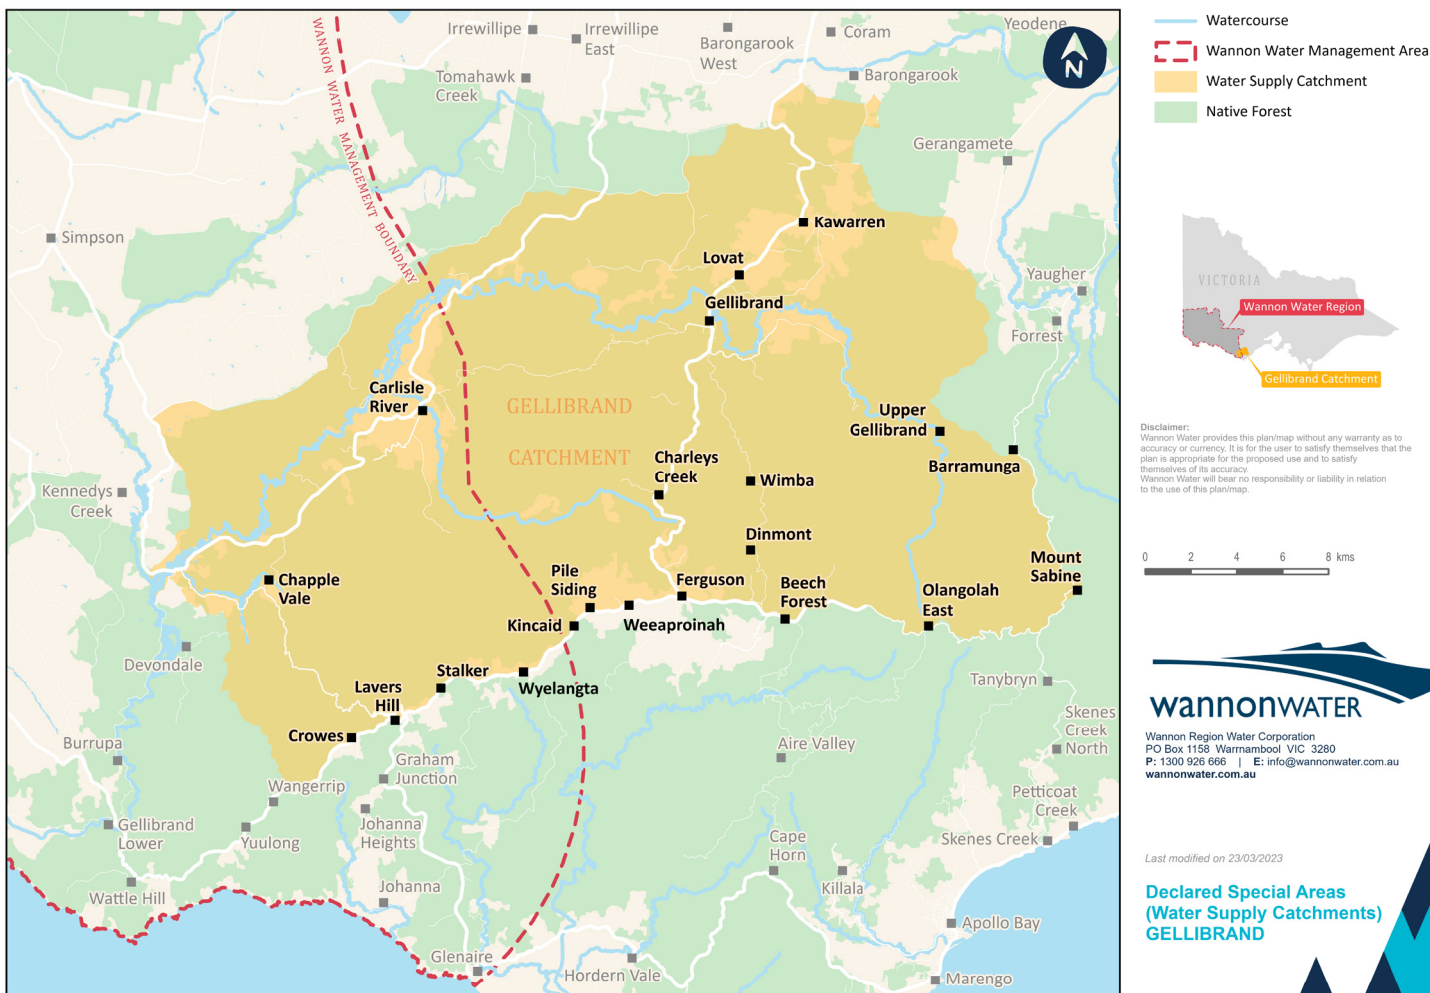 Irrewillipe
Irrewillipe
East
Barongarook
West
Coram
Yeodene
Tomahawk
Creek
Barongarook
N
WANNON WATER MANAGEMENT BOUNDARY
Gerangamete
Simpson
Kawarren
Lovat
Yaugher
Gellibrand
Forrest
Carlisle
River
GELLIBRAND
CATCHMENT
Upper
Gellibrand
Charleys
Creek
Barramunga
Wimba
Kennedys
Creek
Dinmont
Mount
Sabine
Chapple
Vale
Pile
Siding
Ferguson
Beech
Forest
Olangolah
East
Kincaid
Weeaproinah
Devondale
Stalker
Wyelangta
Tanybryn
Lavers
Hill
Crowes
Skenes
Creek
North
Burrupa
Aire Valley
Graham
Junction
Wangerrip
Petticoat
Creek
Gellibrand
Lower
Yuulong
Johanna
Heights
Cape
Horn
Skenes Creek
Wattle Hill
Johanna
Killala
Apollo Bay
Glenaire
Hordern Vale
Marengo
Watercourse
Wannon Water Management Area
Water Supply Catchment
Native Forest
VICTORIA
Wannon Water Region
Gellibrand Catchment
Disclaimer:
Wannon Water provides this plan/map without any warranty as to
accuracy or currency. It is for the user to satisfy themselves that the
plan is appropriate for the proposed use and to satisfy
themselves of its accuracy.
Wannon Water will bear no responsibility or liability in relation
to the use of this plan/map.
0 2 4 6 8 kms
wannonWATER
Wannon Region Water Corporation
PO Box 1158 Warrnambool VIC 3280
P: 1300 926 666 | E: info@wannonwater.com.au
wannonwater.com.au
Last modified on 23/03/2023
Declared Special Areas
(Water Supply Catchments)
GELLIBRAND